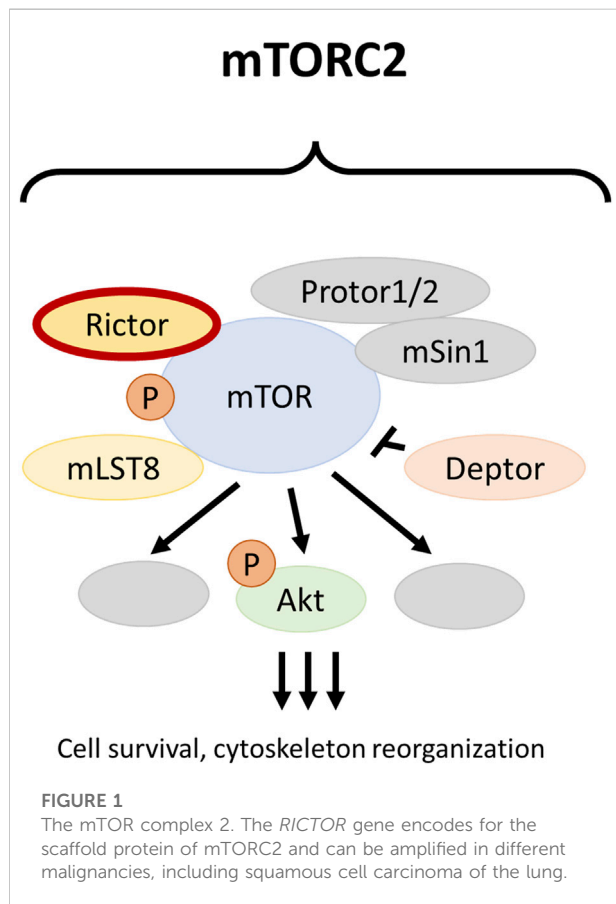 mTORC2
Protor1/2
Rictor
mSin1
P
mTOR
mLST8
Deptor
P
Akt
Cell survival, cytoskeleton reorganization
FIGURE 1
The mTOR complex 2. The RICTOR gene encodes for the
scaffold protein of mTORC2 and can be amplified in different
malignancies, including squamous cell carcinoma of the lung.